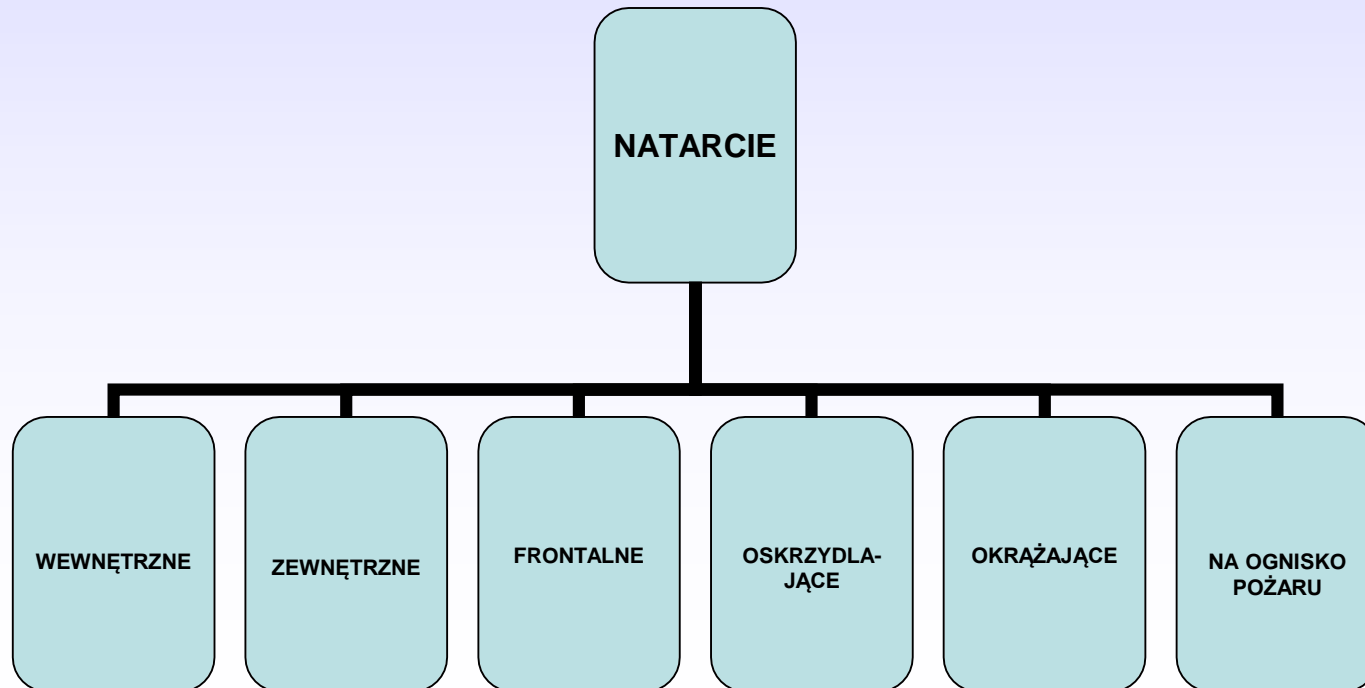 NATARCIE
WEWNĘTRZNE
ZEWNĘTRZNE
FRONTALNE
OSKRZYDLA-
JĄCE
OKRĄŻAJĄCE
NA OGNISKO
POŻARU